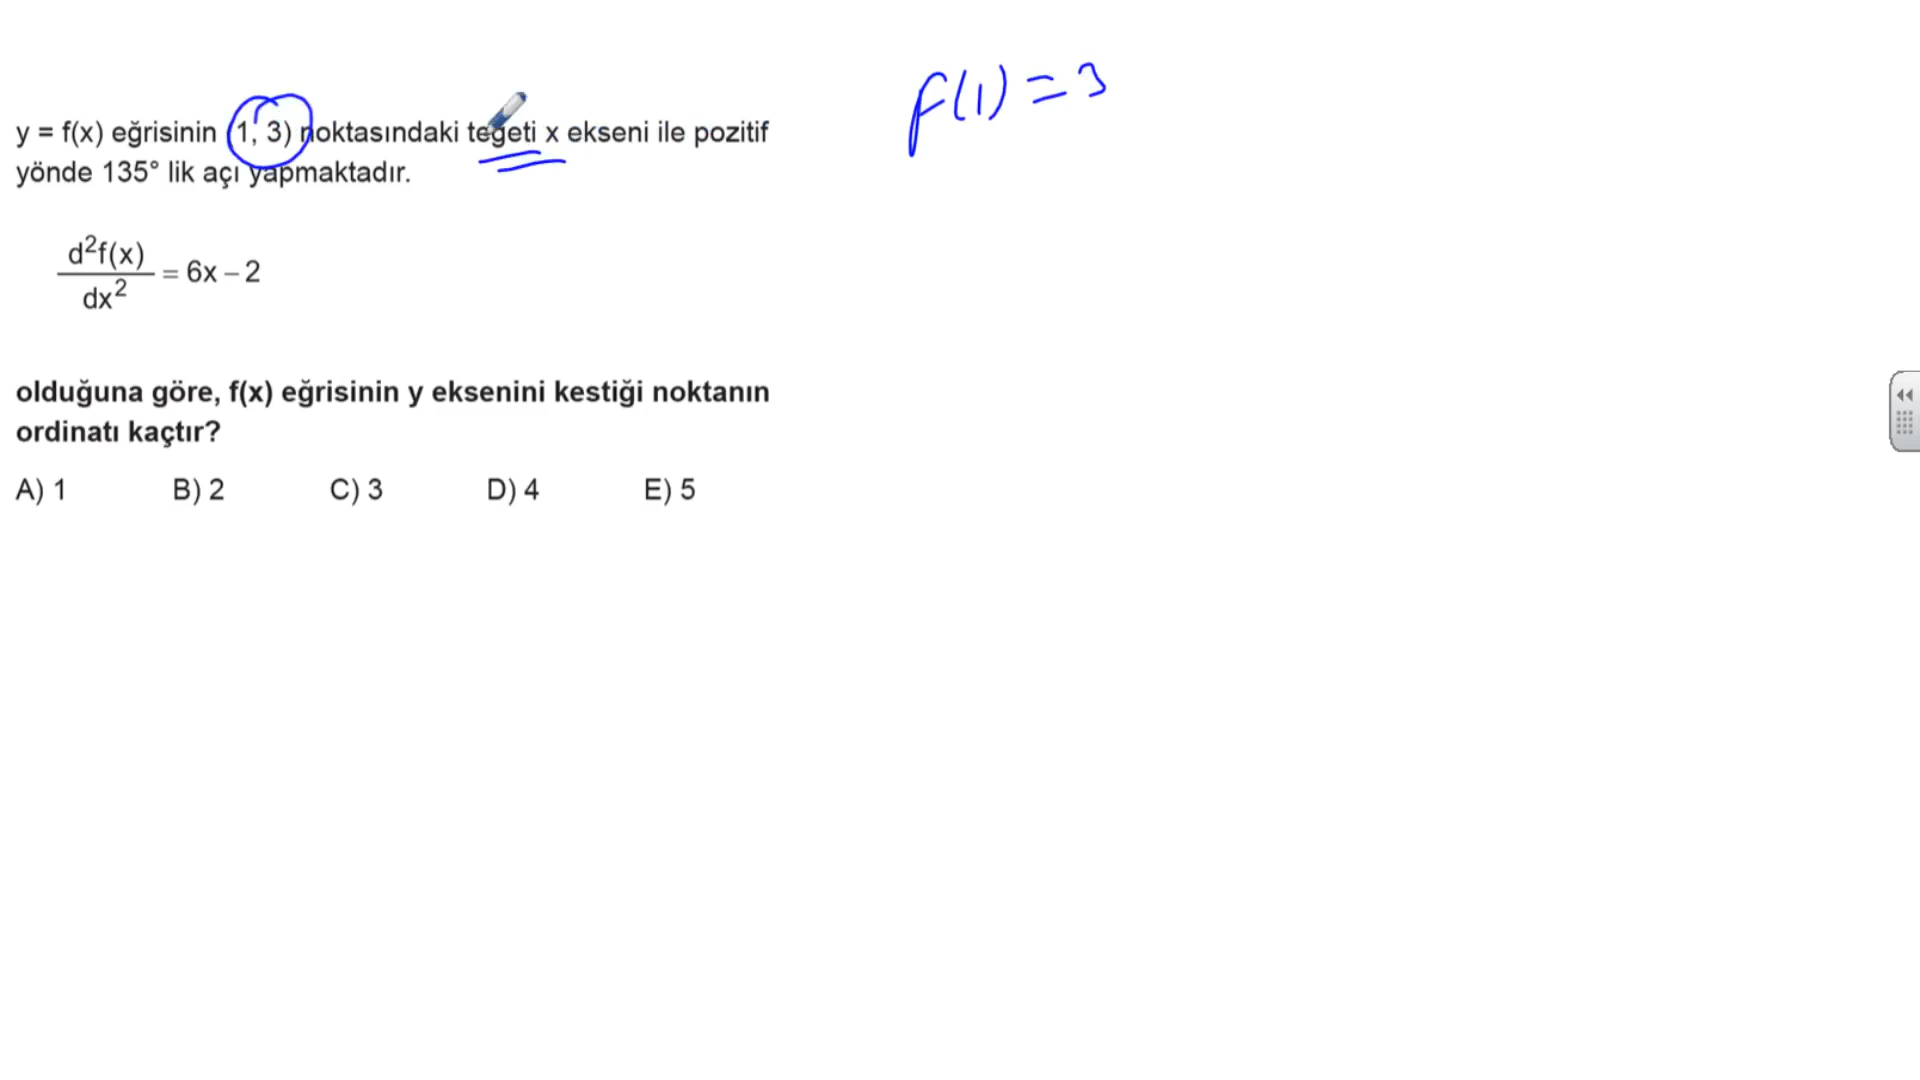 f(1) = 3
y = f(x) eğrisinin (1, 3) noktasındaki teğeti x ekseni ile pozitif
yönde 135° lik açı yapmaktadır.
d²f(x)
dx² = 6x – 2
olduğuna göre, f(x) eğrisinin y eksenini kestiği noktanın
ordinatı kaçtır?
A) 1 B) 2 C) 3 D) 4 E) 5